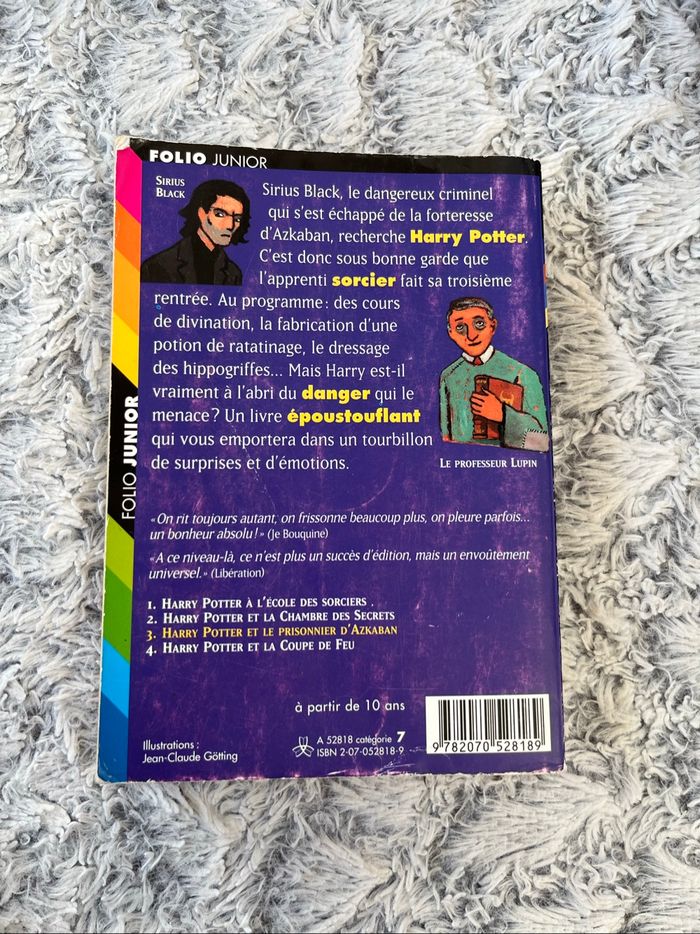 FOLIO JUNIOR
SIRIUS
BLACK
Sirius Black, le dangereux criminel
qui s'est échappé de la forteresse
d'Azkaban, recherche Harry Potter.
C'est donc sous bonne garde que
l'apprenti sorcier fait sa troisième
rentrée. Au programme : des cours
de divination, la fabrication d'une
potion de ratatinage, le dressage
des hippogriffes... Mais Harry est-il
vraiment à l'abri du danger qui le
menace ? Un livre époustouflant
qui vous emportera dans un tourbillon
de surprises et d'émotions.
LE PROFESSEUR LUPIN
FOLIO JUNIOR
« On rit toujours autant, on frissonne beaucoup plus, on pleure parfois...
un bonheur absolu ! » (Je Bouquine)
« A ce niveau-là, ce n'est plus un succès d'édition, mais un envoûtement
universel. » (Libération)
1. HARRY POTTER À L'ÉCOLE DES SORCIERS .
2. HARRY POTTER ET LA CHAMBRE DES SECRETS
3. HARRY POTTER ET LE PRISONNIER D'AZKABAN
4. HARRY POTTER ET LA COUPE DE FEU
à partir de 10 ans
Illustrations :
Jean-Claude Götting
A 52818 catégorie 7
ISBN 2-07-052818-9
9 782070 528189